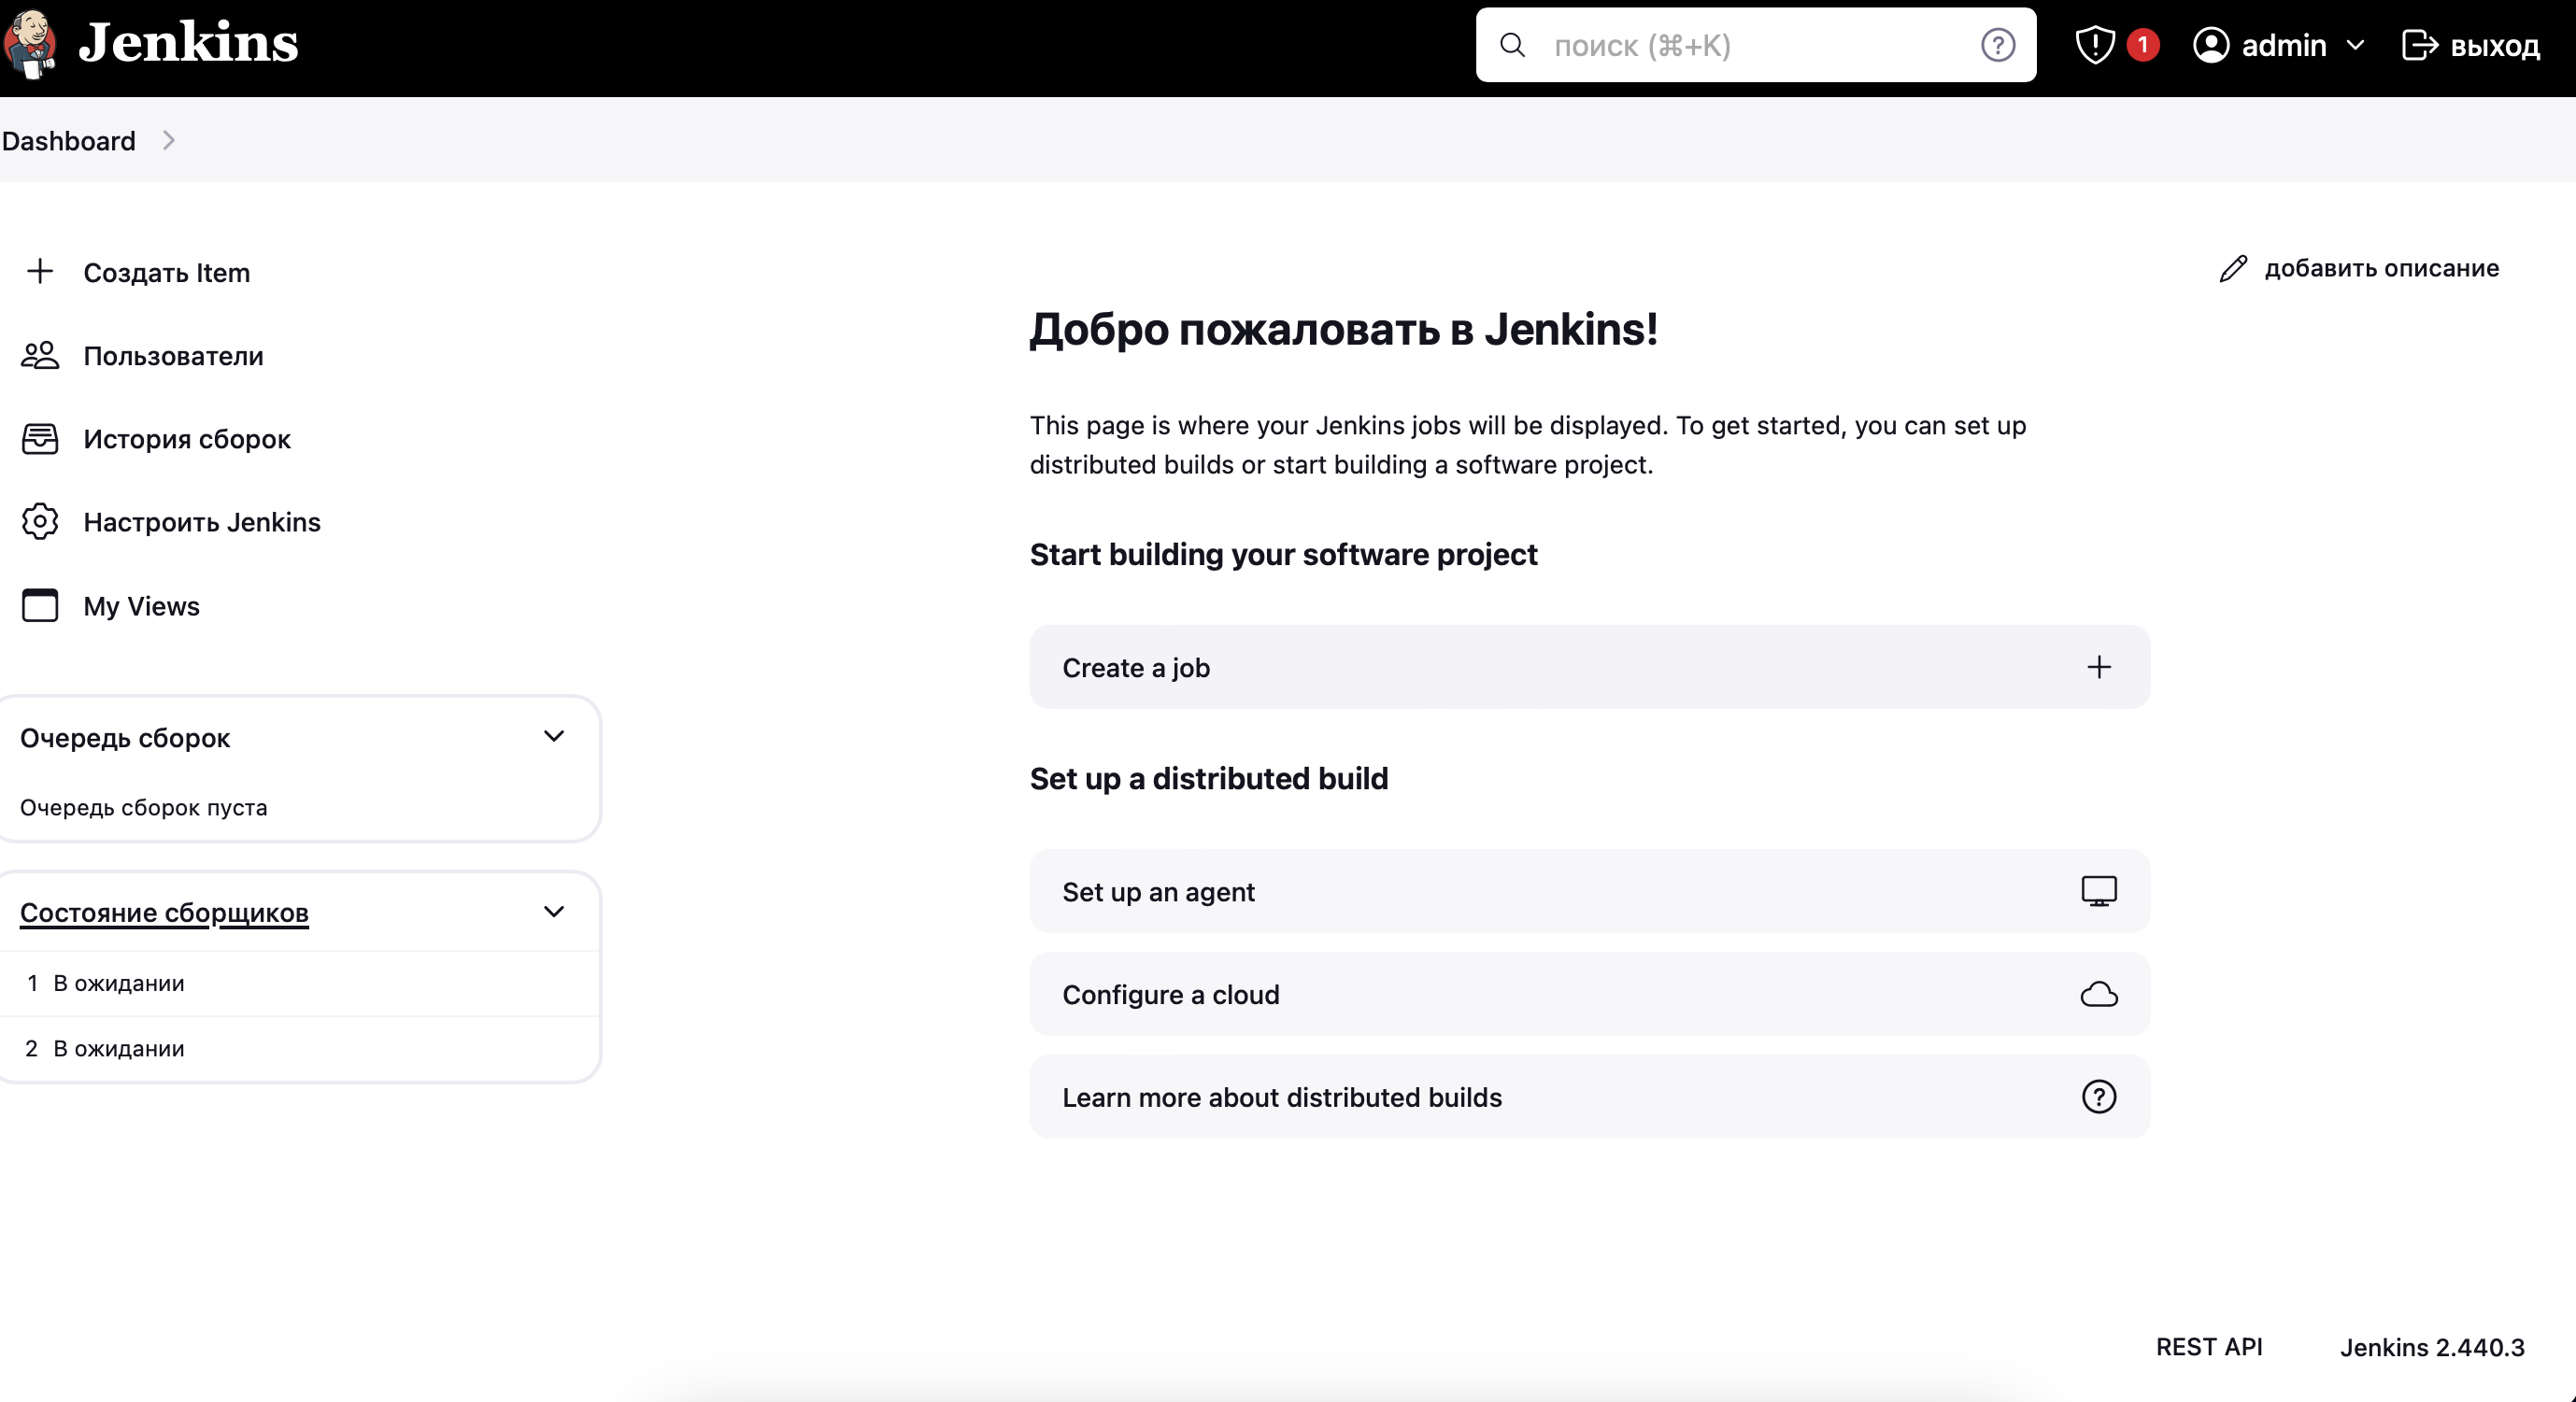 Jenkins
поиск (⌘+K)
1
admin
выход
Dashboard
Создать Item
Пользователи
История сборок
Настроить Jenkins
My Views
Очередь сборок
Очередь сборок пуста
Состояние сборщиков
1 В ожидании
2 В ожидании
добавить описание
Добро пожаловать в Jenkins!
This page is where your Jenkins jobs will be displayed. To get started, you can set up
distributed builds or start building a software project.
Start building your software project
Create a job
Set up a distributed build
Set up an agent
Configure a cloud
Learn more about distributed builds
REST API
Jenkins 2.440.3